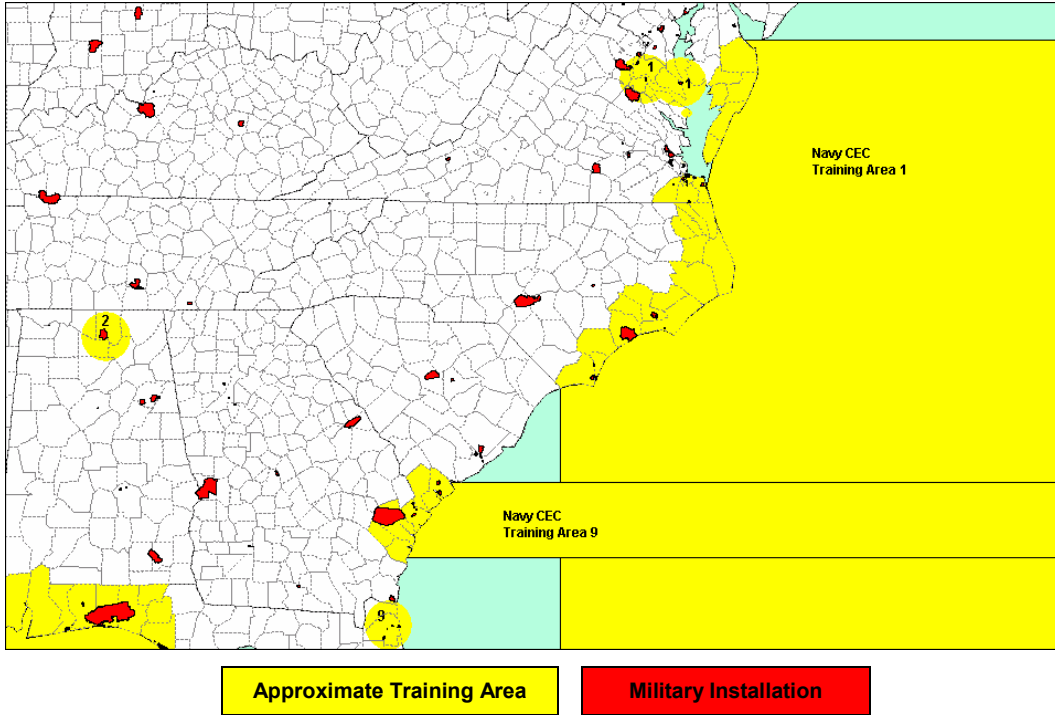 1
1
Navy CEC
Training Area 1
2
Navy CEC
Training Area 9
9
Approximate Training Area
Military Installation